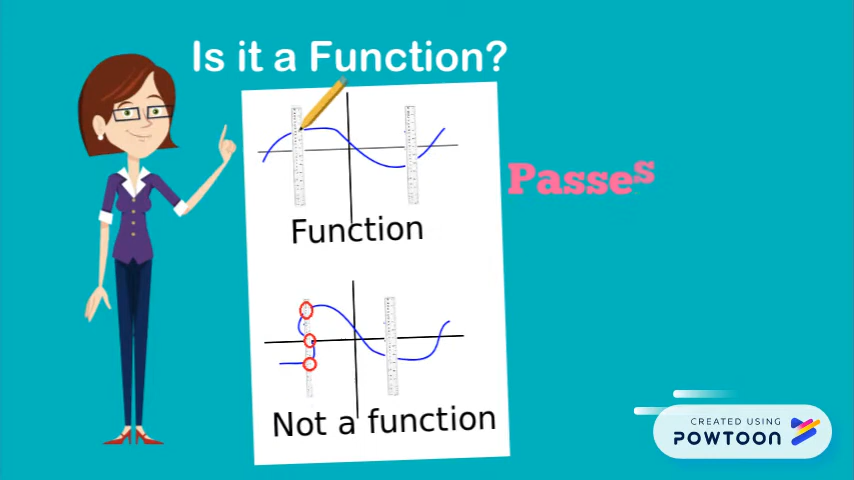 Is it a Function?
Passes
Function
Not a function
CREATED USING
POWTOON